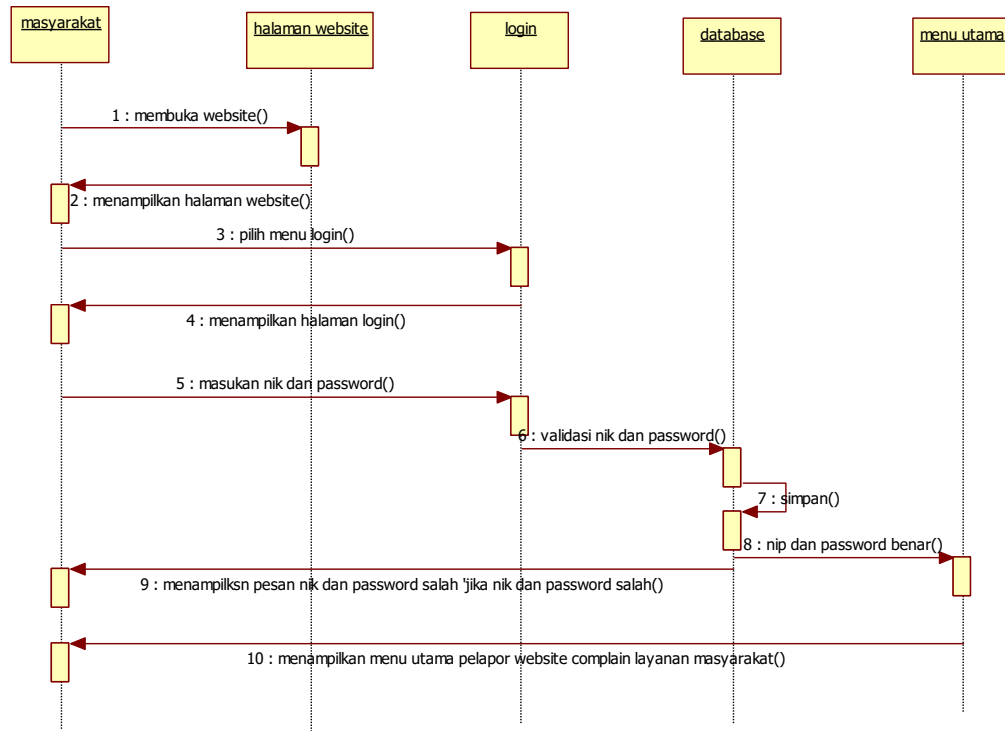 masyarakat
halaman website
login
database
menu utama
1 : membuka website()
2 : menampilkan halaman website()
3 : pilih menu login()
4 : menampilkan halaman login()
5 : masukan nik dan password()
6 : validasi nik dan password()
7 : simpan()
8 : nip dan password benar()
9 : menampilksn pesan nik dan password salah 'jika nik dan password salah()
10 : menampilkan menu utama pelapor website complain layanan masyarakat()